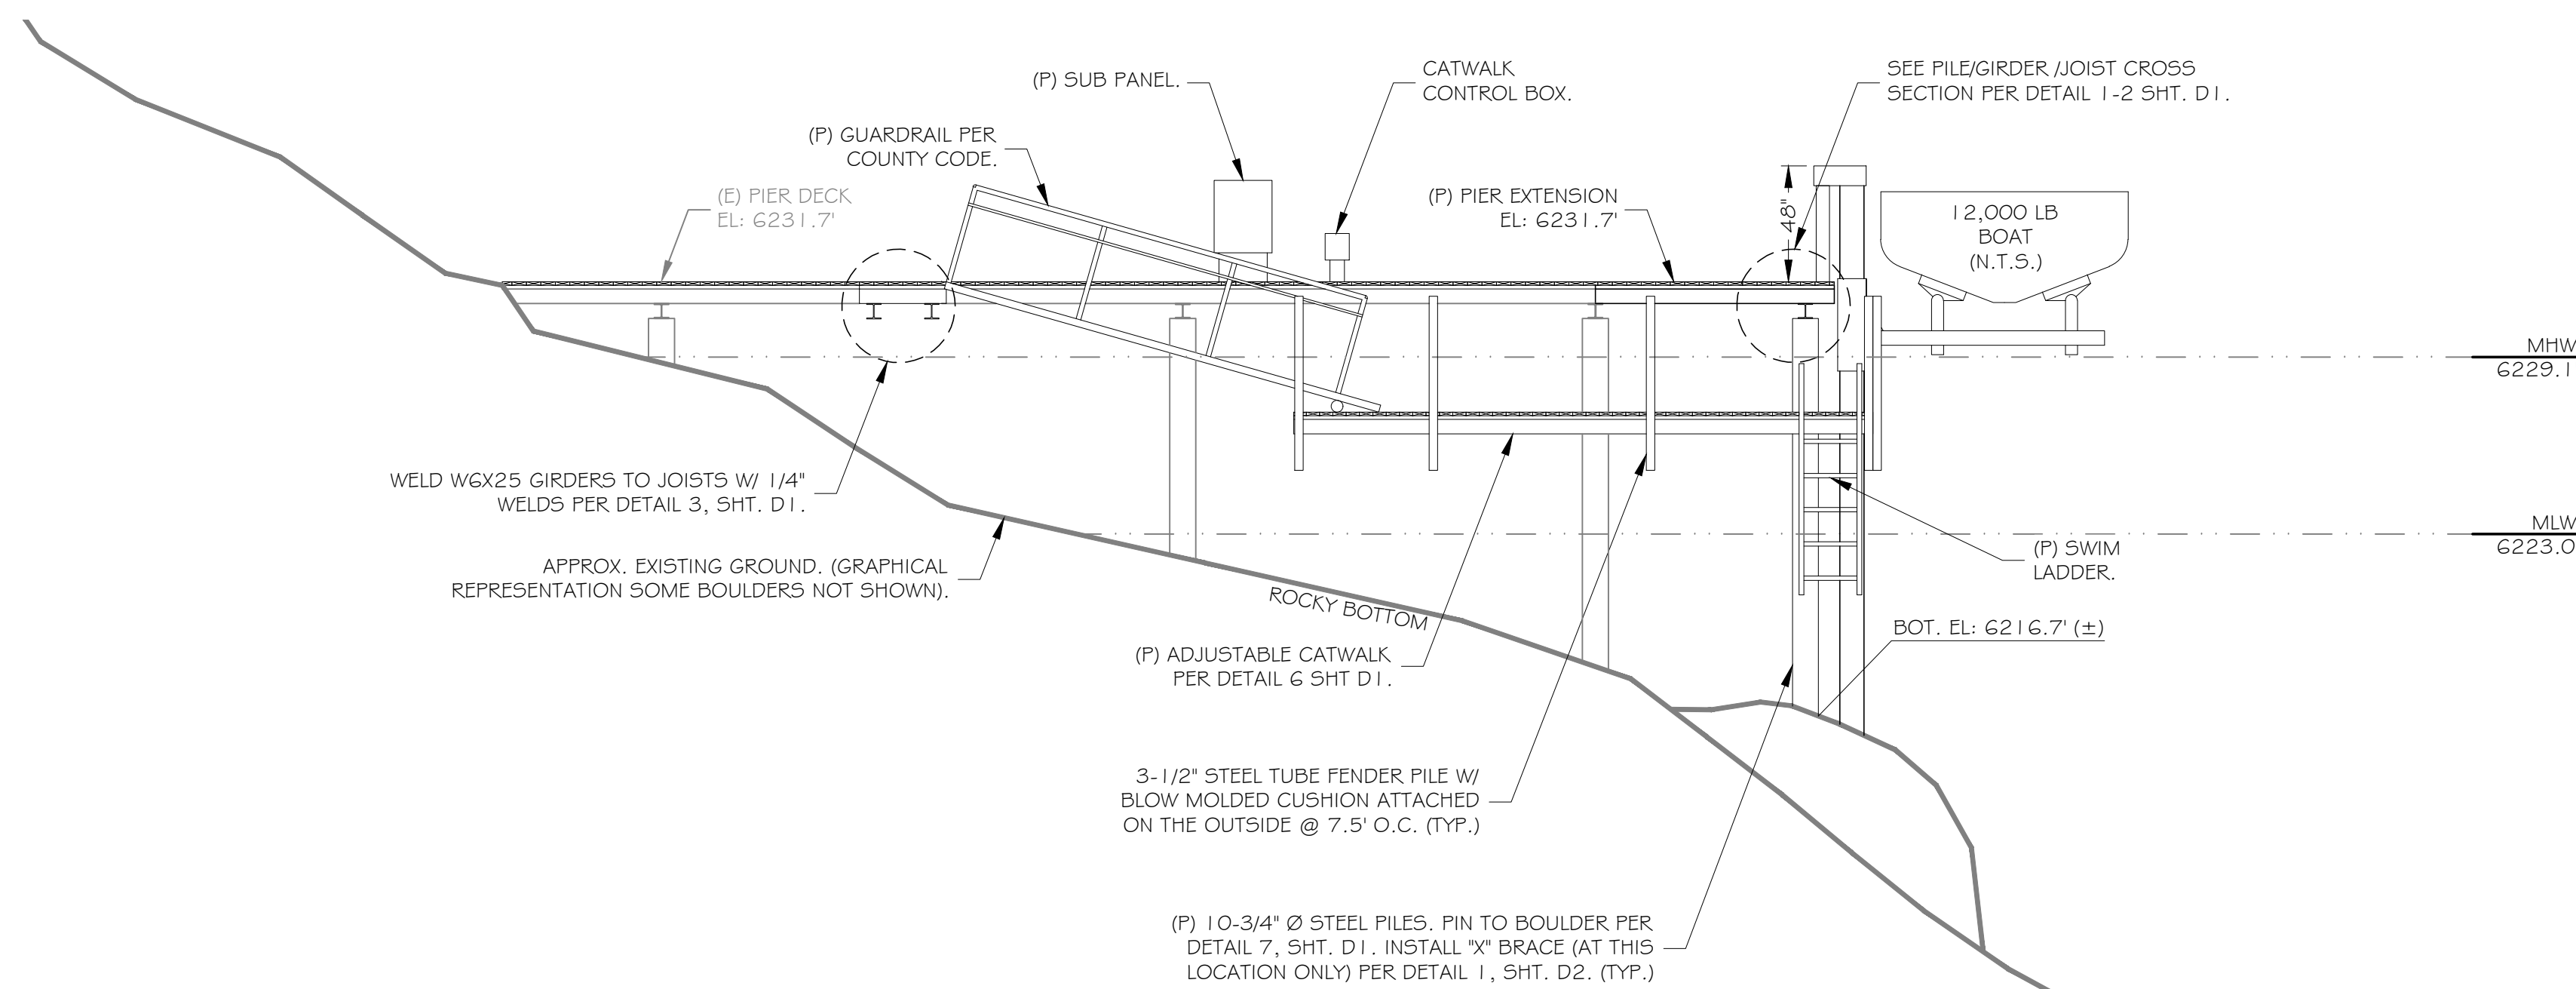 (P) SUB PANEL.
CATWALK
CONTROL BOX.
SEE PILE/GIRDER /JOIST CROSS
SECTION PER DETAIL 1-2 SHT. D1.
(P) GUARDRAIL PER
COUNTY CODE.
(E) PIER DECK
EL: 6231.7'
(P) PIER EXTENSION
EL: 6231.7'
48"
12,000 LB
BOAT
(N.T.S.)
MHW
6229.1
WELD W6X25 GIRDERS TO JOISTS W/ 1/4"
WELDS PER DETAIL 3, SHT. D1.
MLW
6223.0
APPROX. EXISTING GROUND. (GRAPHICAL
REPRESENTATION SOME BOULDERS NOT SHOWN).
(P) SWIM
LADDER.
ROCKY BOTTOM
BOT. EL: 6216.7' (±)
(P) ADJUSTABLE CATWALK
PER DETAIL 6 SHT D1.
3-1/2" STEEL TUBE FENDER PILE W/
BLOW MOLDED CUSHION ATTACHED
ON THE OUTSIDE @ 7.5' O.C. (TYP.)
(P) 10-3/4" Ø STEEL PILES. PIN TO BOULDER PER
DETAIL 7, SHT. D1. INSTALL "X" BRACE (AT THIS
LOCATION ONLY) PER DETAIL 1, SHT. D2. (TYP.)